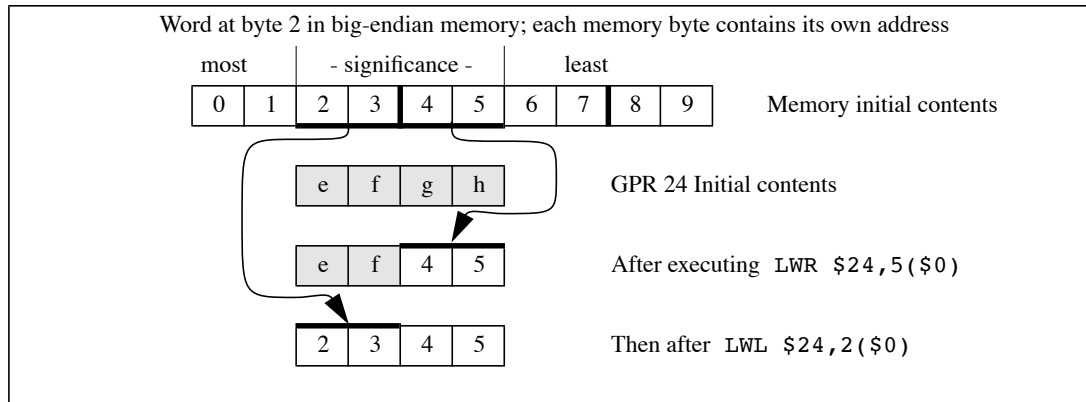 Word at byte 2 in big-endian memory; each memory byte contains its own address
most - significance - least
0 1 2 3 4 5 6 7 8 9 Memory initial contents
e f g h GPR 24 Initial contents
e f 4 5 After executing LWR $24,5($0)
2 3 4 5 Then after LWL $24,2($0)